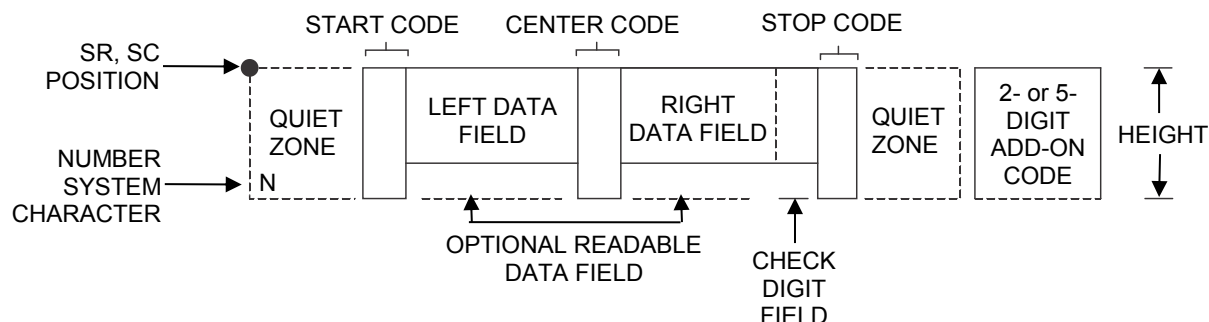 START CODE
CENTER CODE
STOP CODE
SR, SC
POSITION
QUIET
ZONE
LEFT DATA
FIELD
RIGHT
DATA FIELD
QUIET
ZONE
2- or 5-
DIGIT
ADD-ON
CODE
HEIGHT
NUMBER
SYSTEM
CHARACTER
N
OPTIONAL READABLE
DATA FIELD
CHECK
DIGIT
FIELD